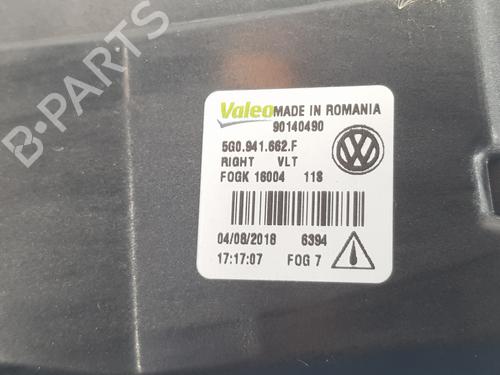 Valeo MADE IN ROMANIA
90140490
5G0.941.662.F
RIGHT VLT
FOGK 16004 118
04/08/2018 6394
17:17:07 FOG 7
B-PARTS